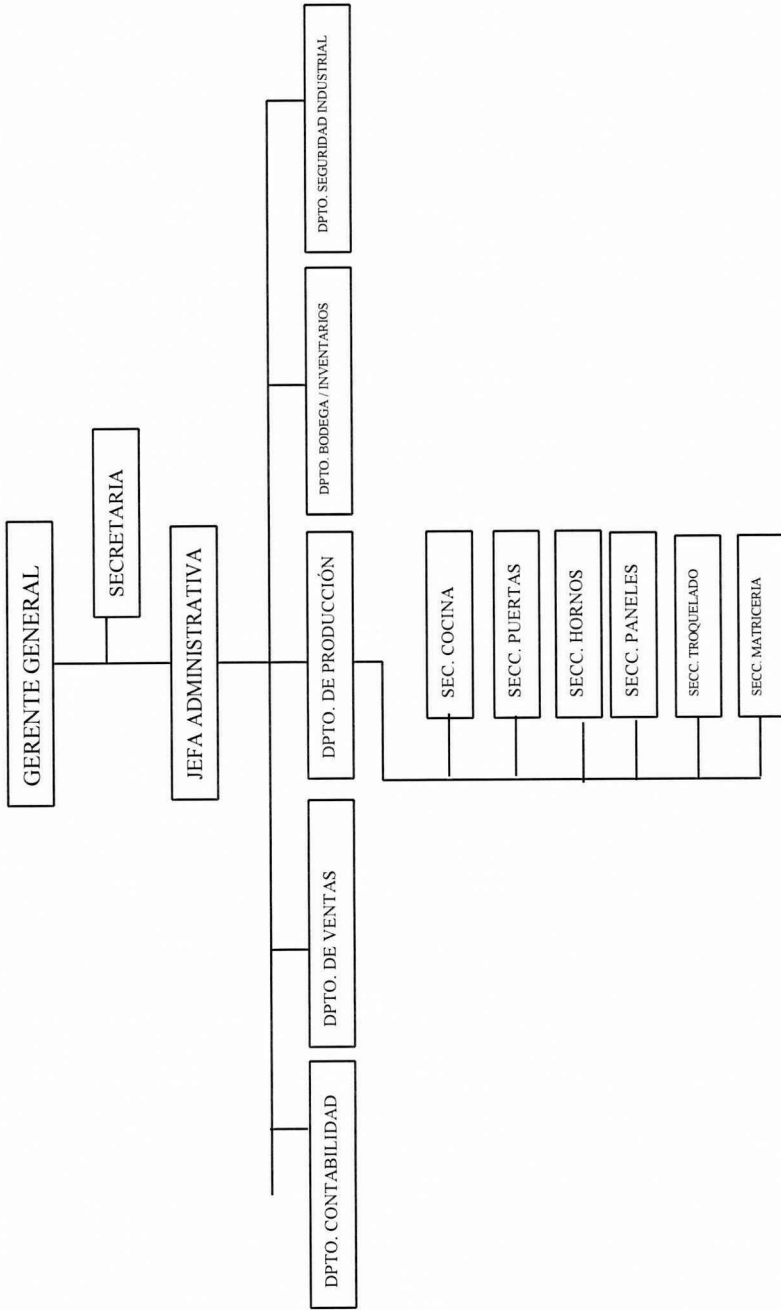 GERENTE GENERAL
SECRETARIA
JEFA ADMINISTRATIVA
DPTO. CONTABILIDAD
DPTO. DE VENTAS
DPTO. DE PRODUCCIÓN
DPTO. BODEGA / INVENTARIOS
DPTO. SEGURIDAD INDUSTRIAL
SEC. COCINA
SECC. PUERTAS
SECC. HORNOS
SECC. PANELES
SECC. TROQUELADO
SECC. MATRICERIA